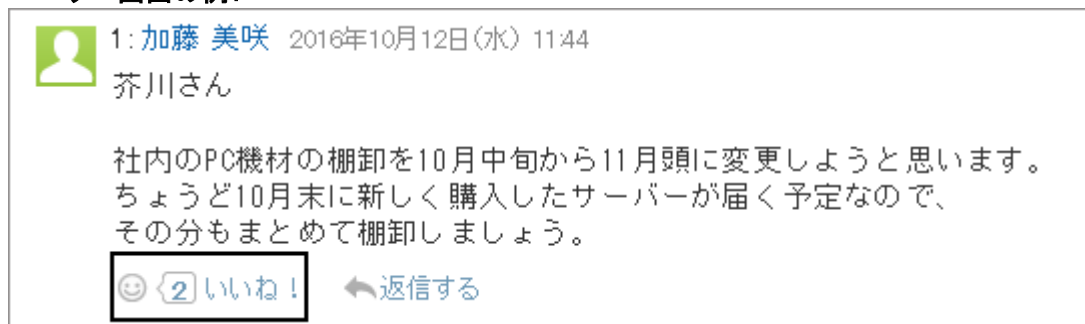 1:加藤 美咲 2016年10月12日(水) 11:44
芥川さん
社内のPC機材の棚卸を10月中旬から11月頭に変更しようと思います。
ちょうど10月末に新しく購入したサーバーが届く予定なので、
その分もまとめて棚卸しましょう。
2 いいね! 返信する